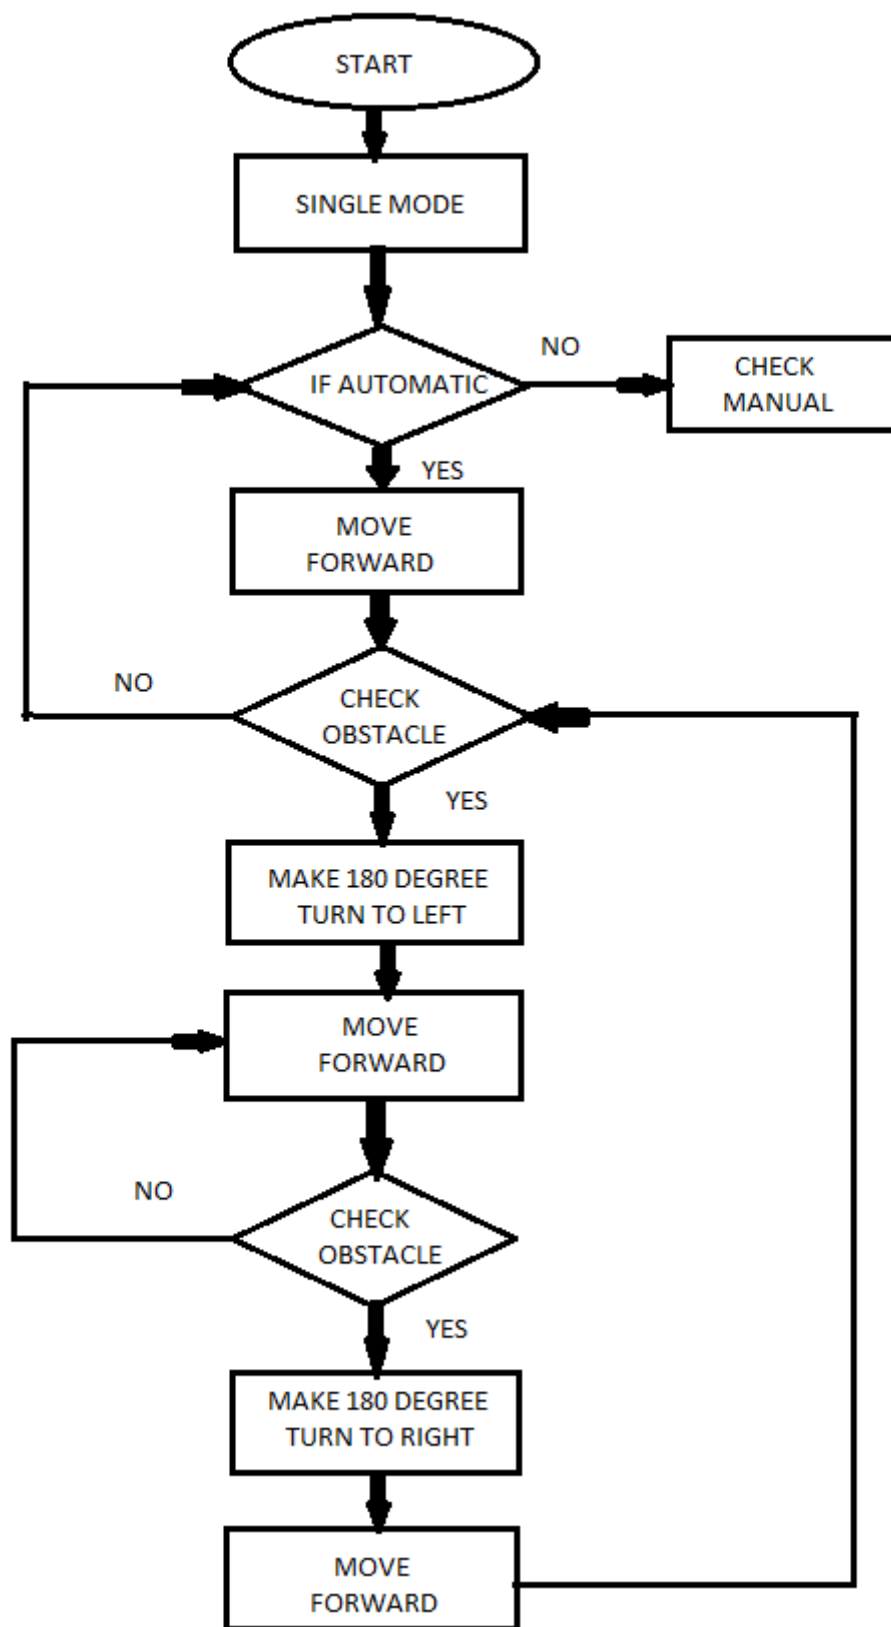 START
SINGLE MODE
IF AUTOMATIC
NO
CHECK
MANUAL
YES
MOVE
FORWARD
NO
CHECK
OBSTACLE
YES
MAKE 180 DEGREE
TURN TO LEFT
MOVE
FORWARD
NO
CHECK
OBSTACLE
YES
MAKE 180 DEGREE
TURN TO RIGHT
MOVE
FORWARD